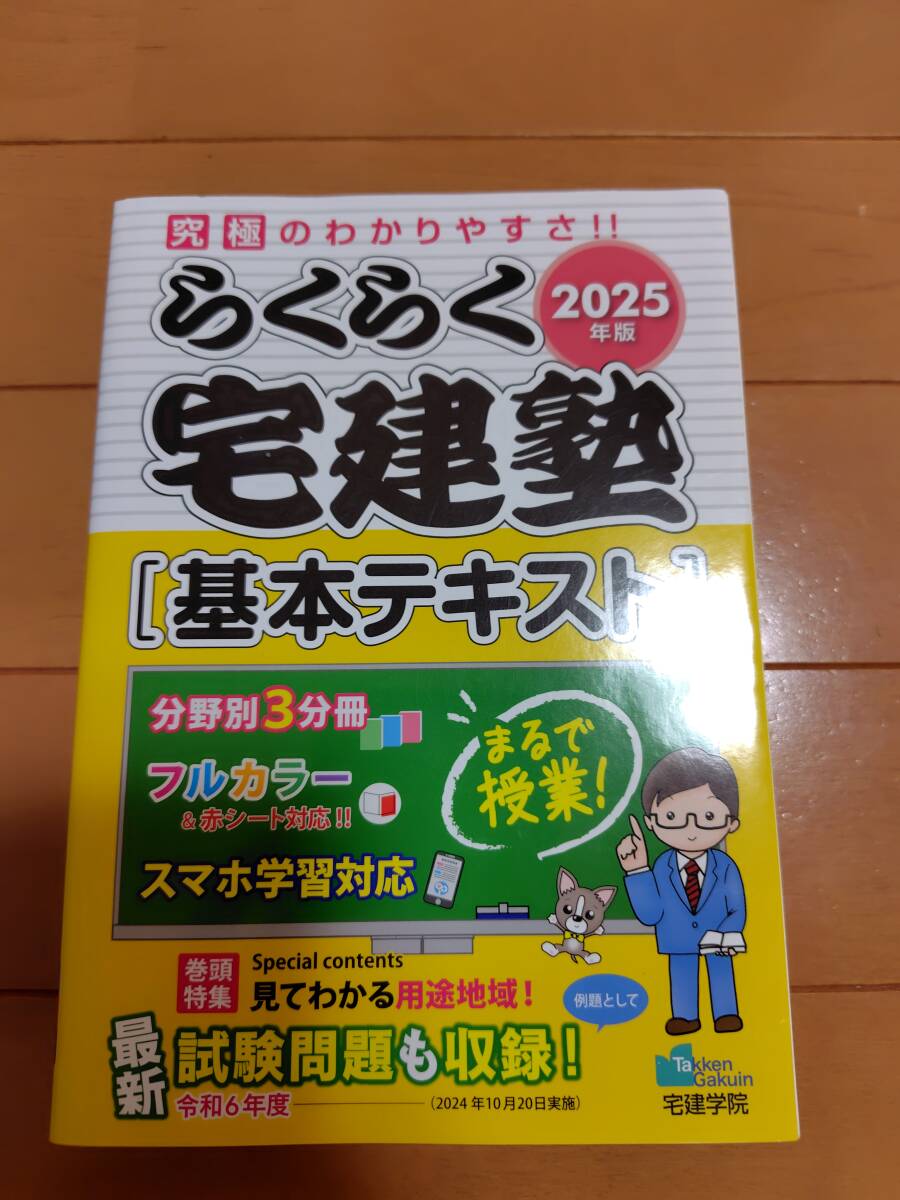 究極のわかりやすさ!!
らくらく
2025
年版
宅建塾
[基本テキスト]
分野別3分冊
フルカラー
&赤シート対応!!
スマホ学習対応
まるで
授業!
巻頭
特集
Special contents
見てわかる用途地域!
例題として
最新
試験問題も収録!
令和6年度
(2024年10月20日実施)
Takken
Gakuin
宅建学院